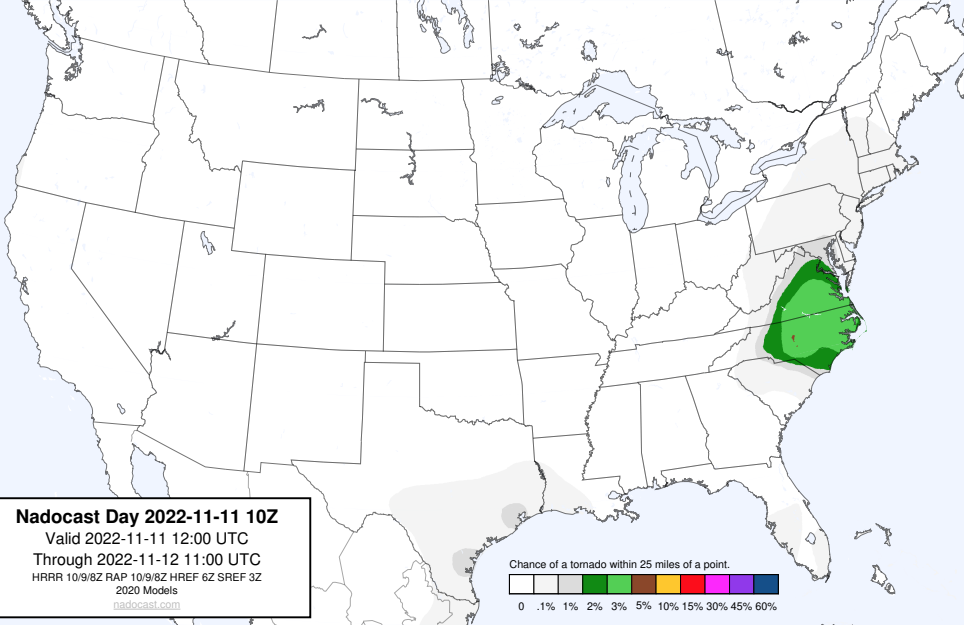 Nadocast Day 2022-11-11 10Z
Valid 2022-11-11 12:00 UTC
Through 2022-11-12 11:00 UTC
HRRR 10/9/8Z RAP 10/9/8Z HREF 6Z SREF 3Z
2020 Models
nadocast.com
Chance of a tornado within 25 miles of a point.
0 .1% 1% 2% 3% 5% 10% 15% 30% 45% 60%